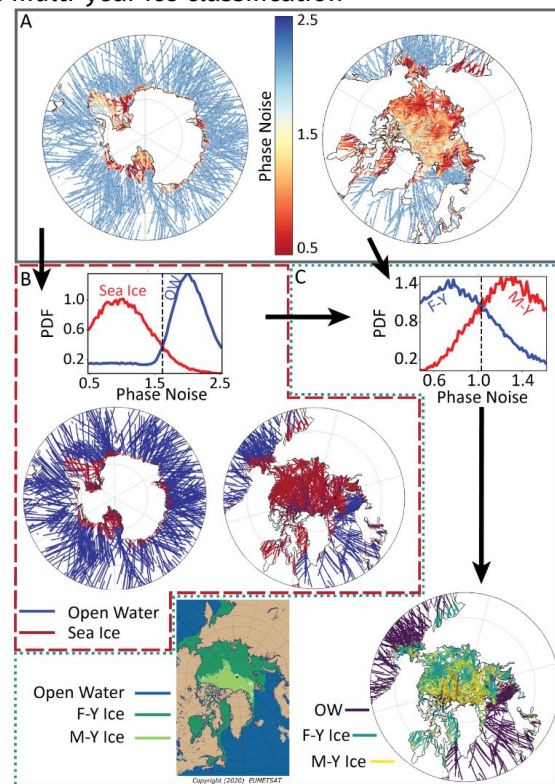 multi-year ice classification
A
2.5
1.5
0.5
Phase Noise
B
Sea Ice
OW
PDF
1.0
0.6
0.2
0.5
1.5
2.5
Phase Noise
C
F-Y
M-Y
PDF
1.4
0.8
0.2
0.6
1.0
1.4
Phase Noise
Open Water
Sea Ice
Open Water
F-Y Ice
M-Y Ice
Copyright (2020) EUMETSAT
OW
F-Y Ice
M-Y Ice